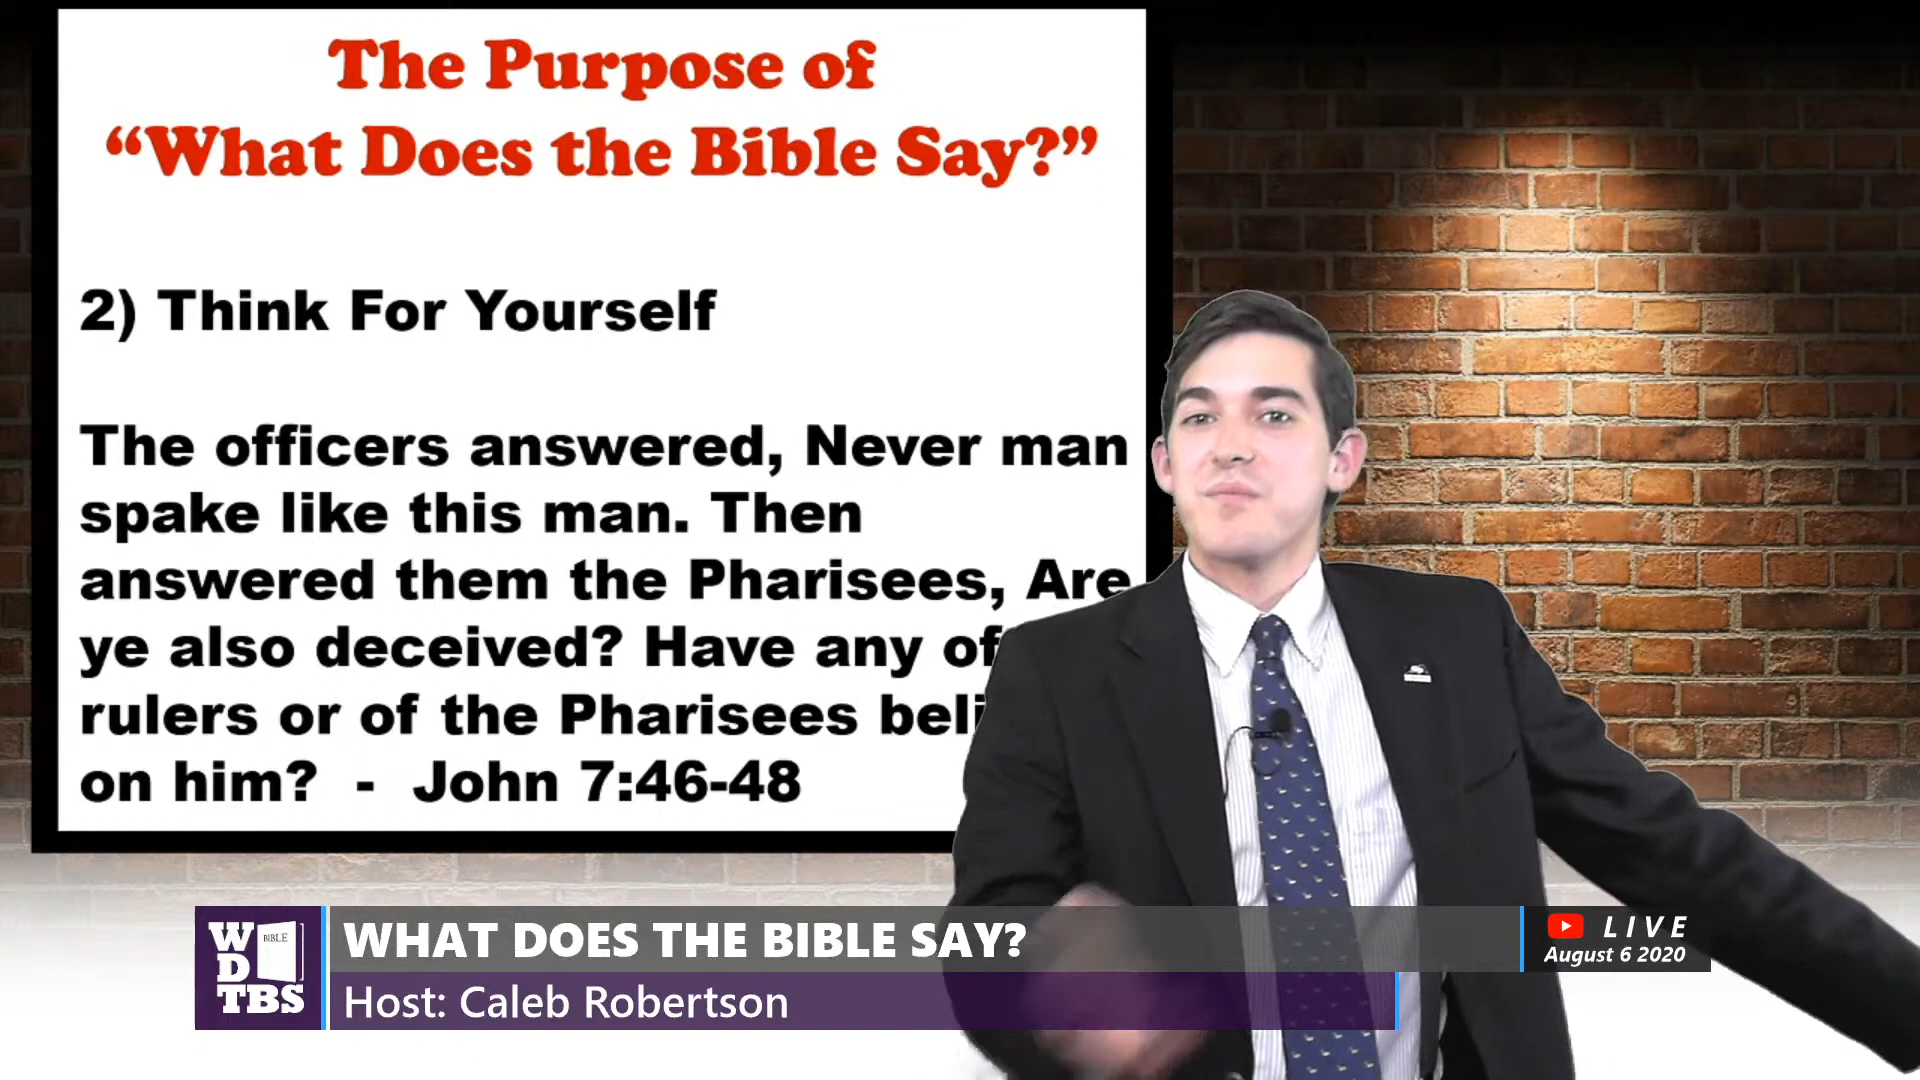 The Purpose of
“What Does the Bible Say?”
2) Think For Yourself
The officers answered, Never man
spake like this man. Then
answered them the Pharisees, Are
ye also deceived? Have any of
rulers or of the Pharisees beli
on him? - John 7:46-48
WD
BIBLE
TBS
WHAT DOES THE BIBLE SAY?
Host: Caleb Robertson
LIVE
August 6 2020